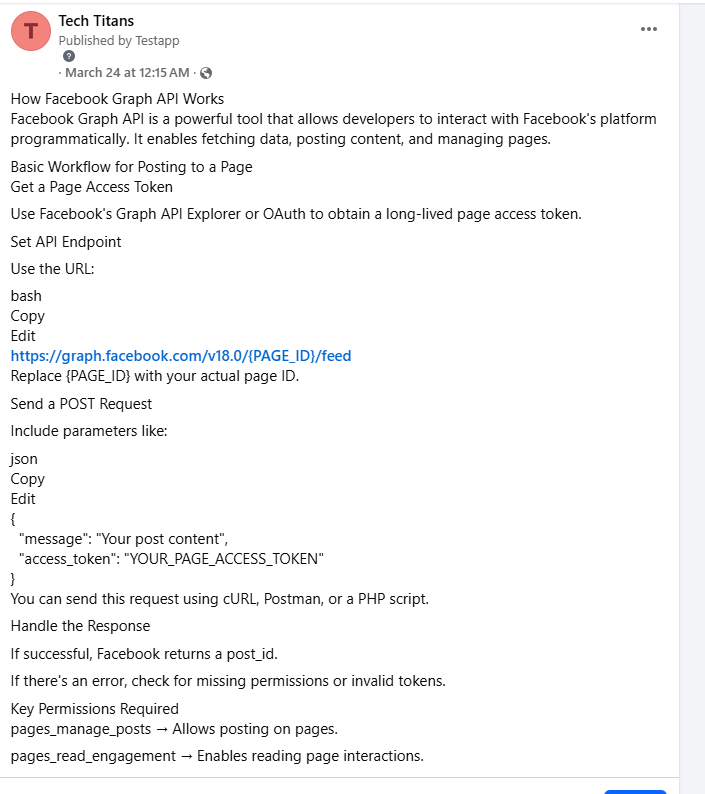 T
Tech Titans
Published by Testapp
?
· March 24 at 12:15 AM ·
How Facebook Graph API Works
Facebook Graph API is a powerful tool that allows developers to interact with Facebook's platform
programmatically. It enables fetching data, posting content, and managing pages.
Basic Workflow for Posting to a Page
Get a Page Access Token
Use Facebook's Graph API Explorer or OAuth to obtain a long-lived page access token.
Set API Endpoint
Use the URL:
bash
Copy
Edit
https://graph.facebook.com/v18.0/{PAGE_ID}/feed
Replace {PAGE_ID} with your actual page ID.
Send a POST Request
Include parameters like:
json
Copy
Edit
{
"message": "Your post content",
"access_token": "YOUR_PAGE_ACCESS_TOKEN"
}
You can send this request using cURL, Postman, or a PHP script.
Handle the Response
If successful, Facebook returns a post_id.
If there's an error, check for missing permissions or invalid tokens.
Key Permissions Required
pages_manage_posts → Allows posting on pages.
pages_read_engagement → Enables reading page interactions.